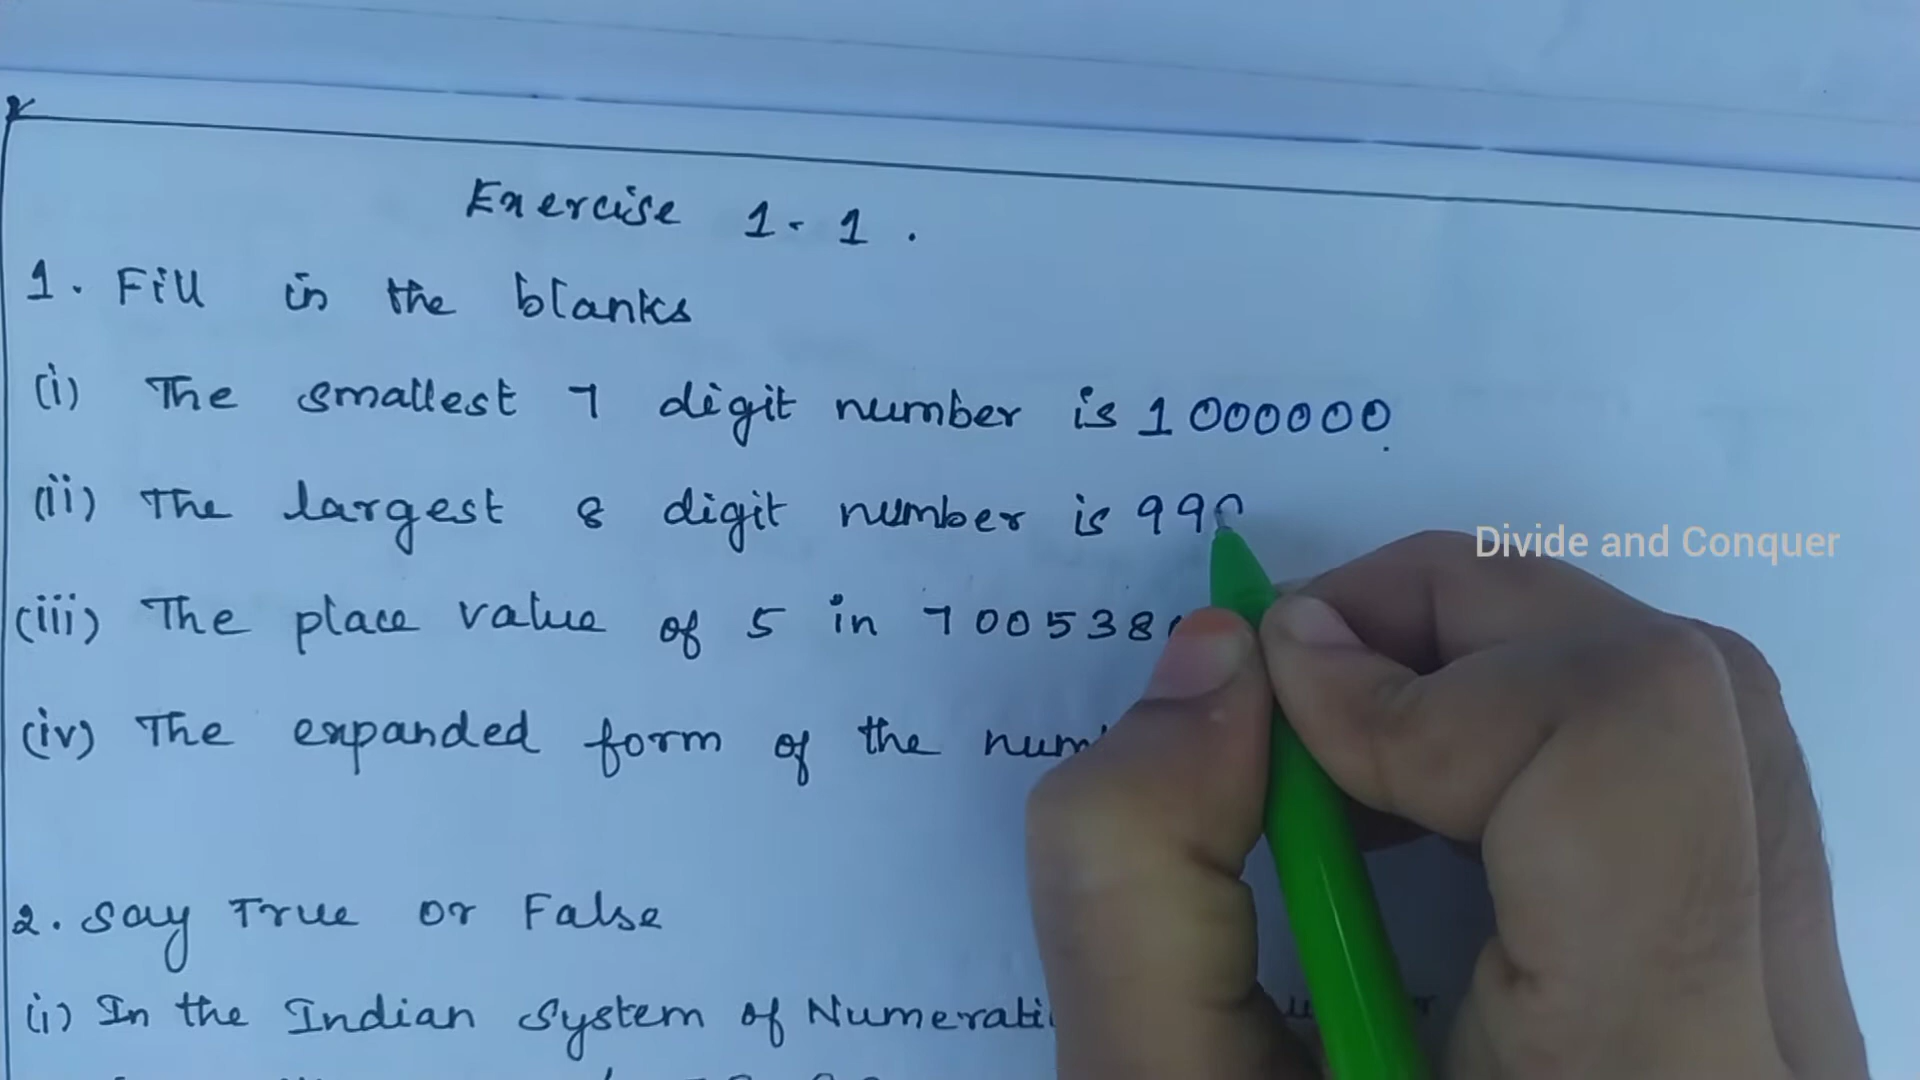 Exercise 1.1.
1. Fill in the blanks
(i) The smallest 7 digit number is 1000000.
(ii) The largest 8 digit number is 99
Divide and Conquer
(iii) The place value of 5 in 700538
(iv) The expanded form of the
2. Say True or False
(i) In the Indian System of